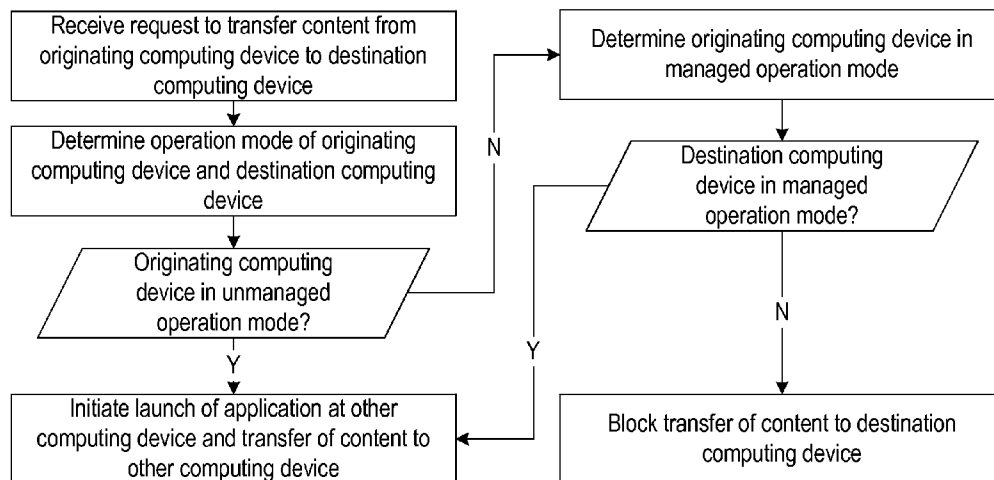 Receive request to transfer content from
originating computing device to destination
computing device
Determine operation mode of originating
computing device and destination computing
device
Originating computing
device in unmanaged
operation mode?
Y
N
Initiate launch of application at other
computing device and transfer of content to
other computing device
Determine originating computing device in
managed operation mode
Destination computing
device in managed
operation mode?
Y
N
Block transfer of content to destination
computing device